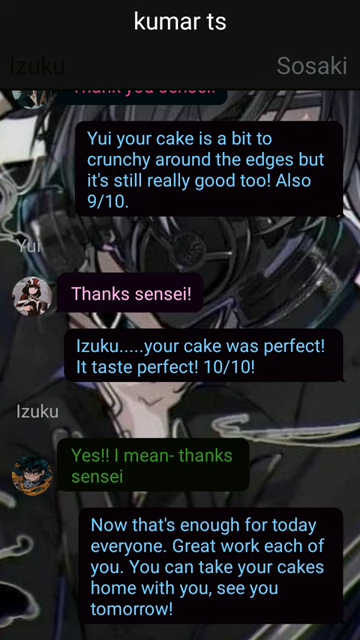 kumar ts
Izuku
Sosaki
Thank you sensei!
Yui your cake is a bit to
crunchy around the edges but
it's still really good too! Also
9/10.
Yui
Thanks sensei!
Izuku.....your cake was perfect!
It taste perfect! 10/10!
Izuku
Yes!! I mean- thanks
sensei
Now that's enough for today
everyone. Great work each of
you. You can take your cakes
home with you, see you
tomorrow!